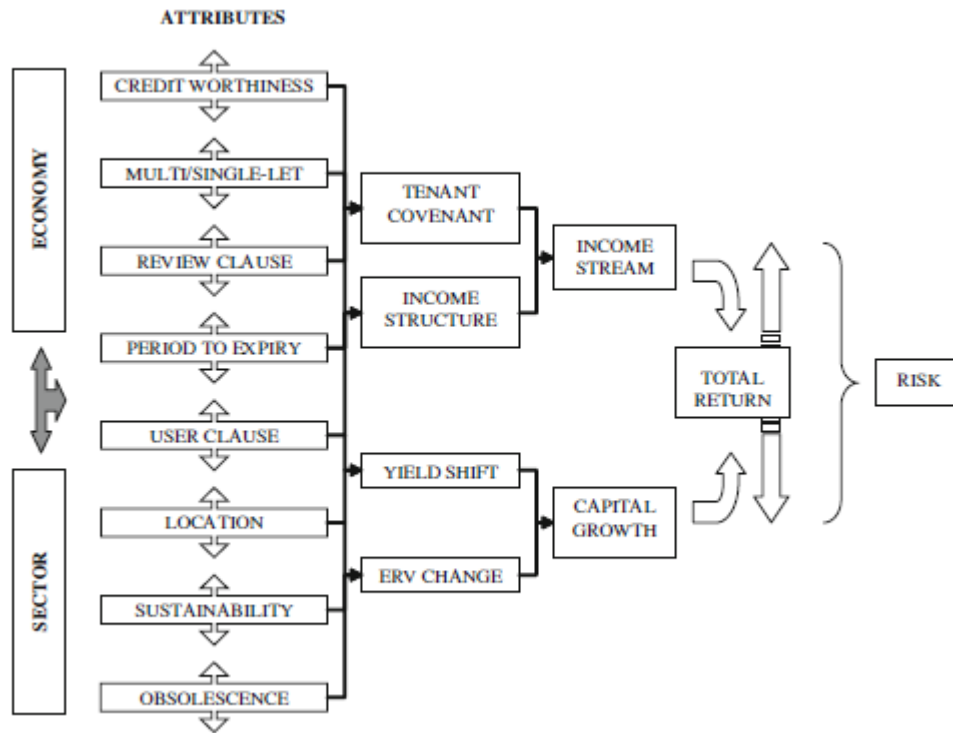 ATTRIBUTES
ECONOMY
SECTOR
CREDIT WORTHINESS
MULTI/SINGLE-LET
REVIEW CLAUSE
PERIOD TO EXPIRY
USER CLAUSE
LOCATION
SUSTAINABILITY
OBSOLESCENCE
TENANT
COVENANT
INCOME
STRUCTURE
YIELD SHIFT
ERV CHANGE
INCOME
STREAM
CAPITAL
GROWTH
TOTAL
RETURN
RISK